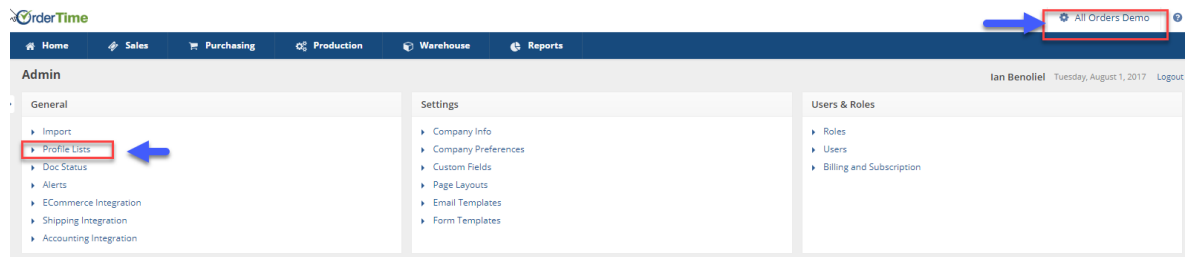 OrderTime
All Orders Demo
Home Sales Purchasing Production Warehouse Reports
Admin
Ian Benoliel Tuesday, August 1, 2017 Logout
General
Import
Profile Lists
Doc Status
Alerts
ECommerce Integration
Shipping Integration
Accounting Integration
Settings
Company Info
Company Preferences
Custom Fields
Page Layouts
Email Templates
Form Templates
Users & Roles
Roles
Users
Billing and Subscription